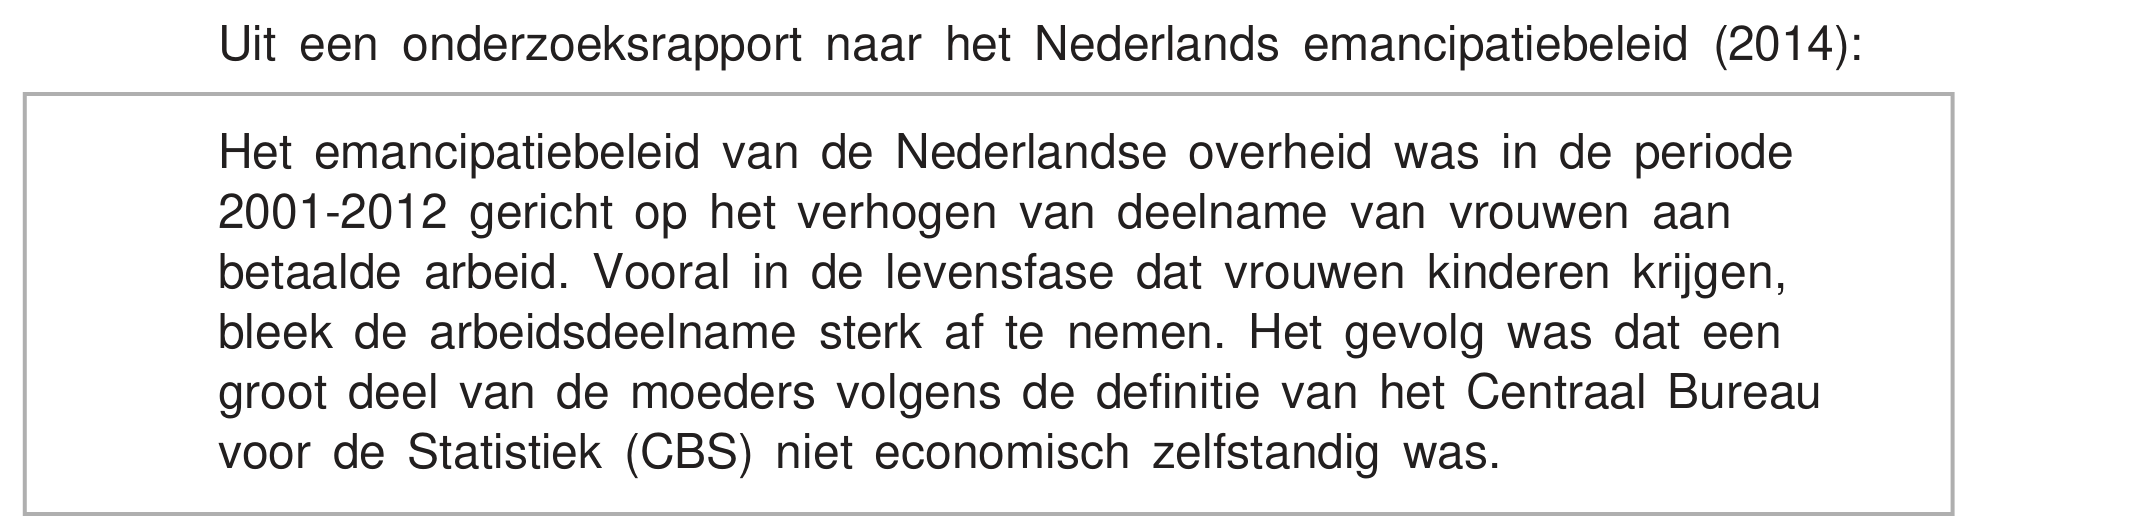 Uit een onderzoeksrapport naar het Nederlands emancipatiebeleid (2014):
Het emancipatiebeleid van de Nederlandse overheid was in de periode
2001-2012 gericht op het verhogen van deelname van vrouwen aan
betaalde arbeid. Vooral in de levensfase dat vrouwen kinderen krijgen,
bleek de arbeidsdeelname sterk af te nemen. Het gevolg was dat een
groot deel van de moeders volgens de definitie van het Centraal Bureau
voor de Statistiek (CBS) niet economisch zelfstandig was.